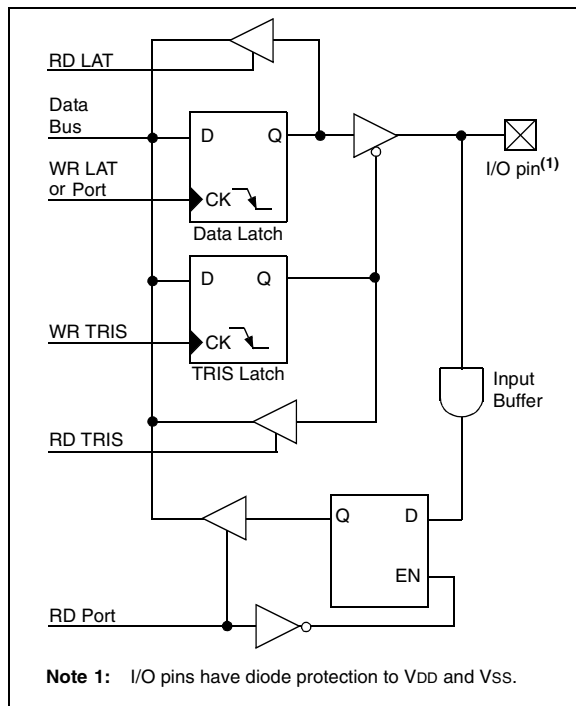 RD LAT
Data
Bus
D Q
WR LAT
or Port
CK
I/O pin(1)
Data Latch
D Q
WR TRIS
CK
TRIS Latch
Input
Buffer
RD TRIS
Q D
EN
RD Port
Note 1: I/O pins have diode protection to VDD and VSS.